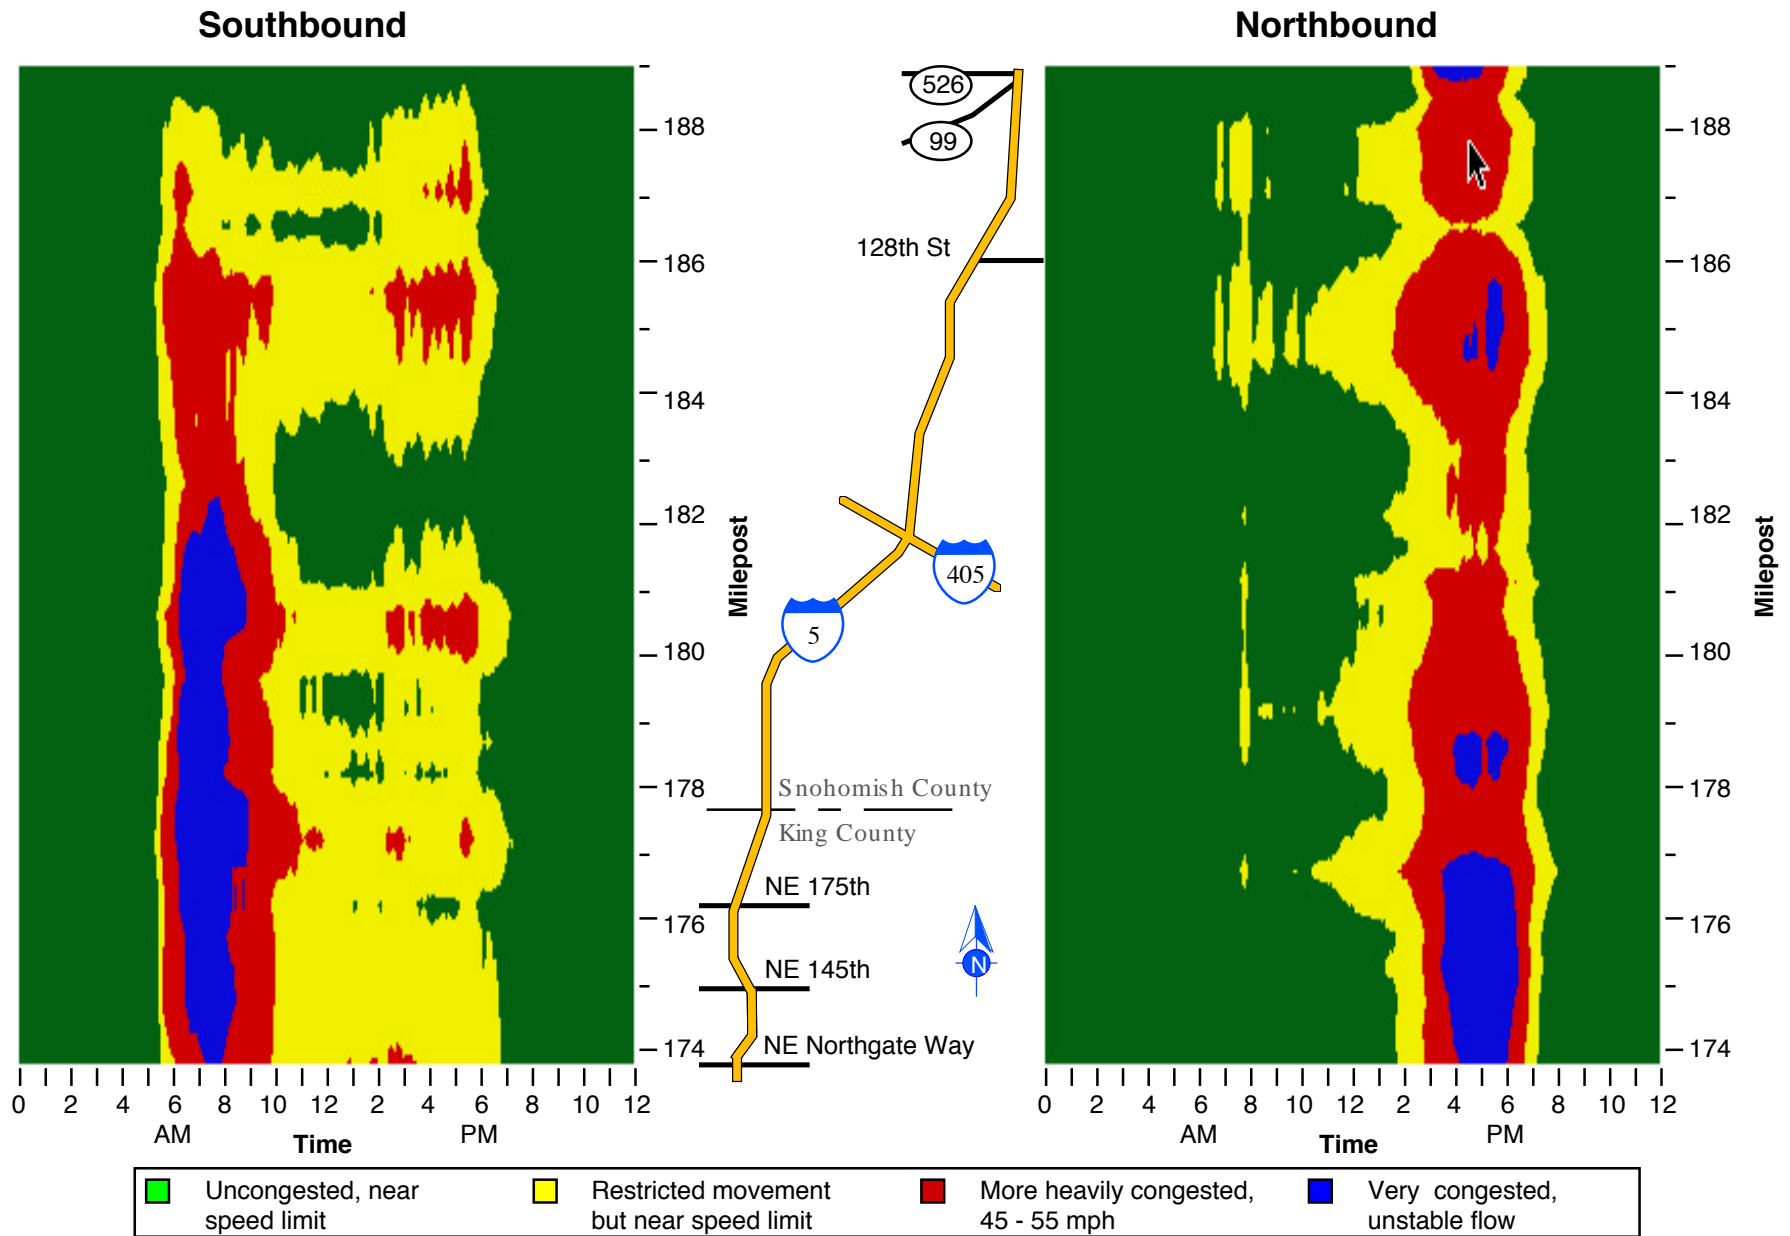 Southbound
Northbound
526
99
128th St
405
5
Snohomish County
King County
NE 175th
NE 145th
NE Northgate Way
N
188
186
184
182
180
178
176
174
Milepost
188
186
184
182
180
178
176
174
Milepost
0 2 4 6 8 10 12 2 4 6 8 10 12
AM Time PM
0 2 4 6 8 10 12 2 4 6 8 10 12
AM Time PM
Uncongested, near
speed limit
Restricted movement
but near speed limit
More heavily congested,
45 - 55 mph
Very congested,
unstable flow